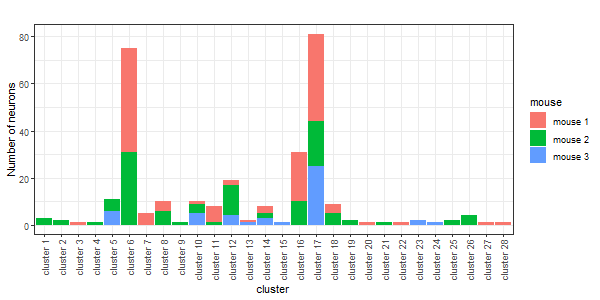 80
60
40
20
0
Number of neurons
cluster 1
cluster 2
cluster 3
cluster 4
cluster 5
cluster 6
cluster 7
cluster 8
cluster 9
cluster 10
cluster 11
cluster 12
cluster 13
cluster 14
cluster 15
cluster 16
cluster 17
cluster 18
cluster 19
cluster 20
cluster 21
cluster 22
cluster 23
cluster 24
cluster 25
cluster 26
cluster 27
cluster 28
cluster
mouse
mouse 1
mouse 2
mouse 3